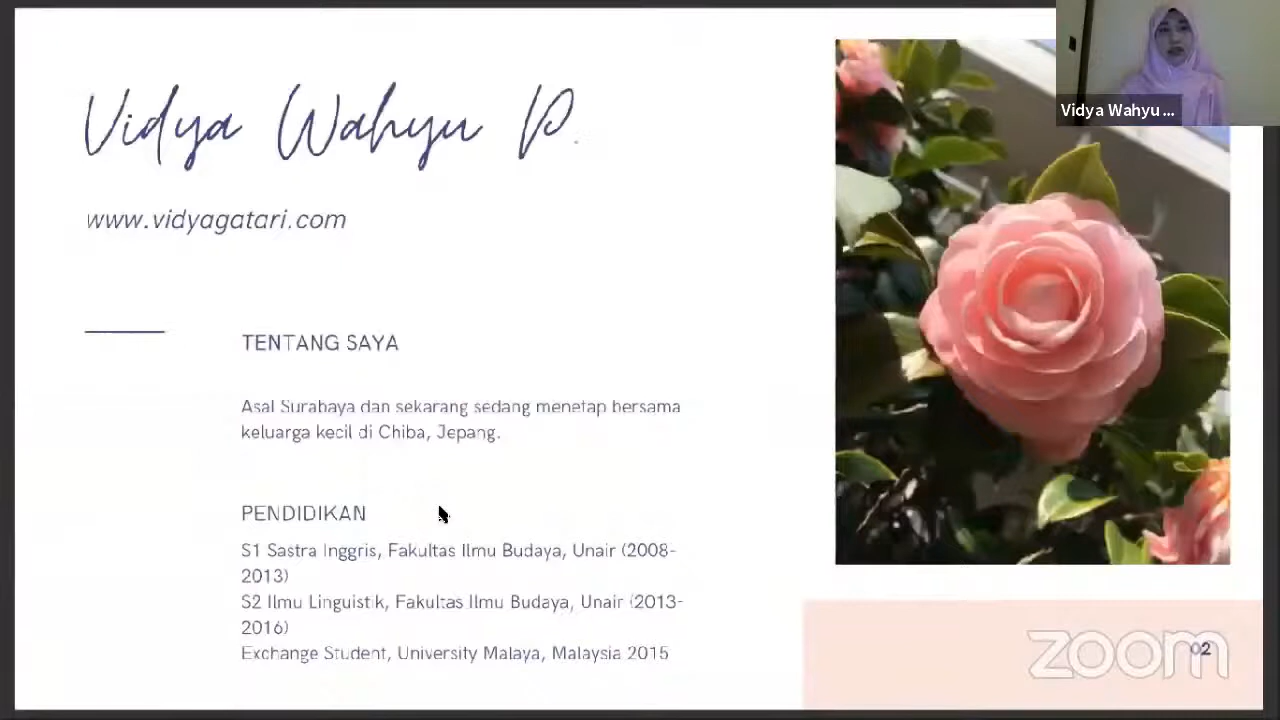 Vidya Wahyu P.
www.vidyagatari.com
TENTANG SAYA
Asal Surabaya dan sekarang sedang menetap bersama
keluarga kecil di Chiba, Jepang.
PENDIDIKAN
S1 Sastra Inggris, Fakultas Ilmu Budaya, Unair (2008-
2013)
S2 Ilmu Linguistik, Fakultas Ilmu Budaya, Unair (2013-
2016)
Exchange Student, University Malaya, Malaysia 2015
Vidya Wahyu ...
zoom
02